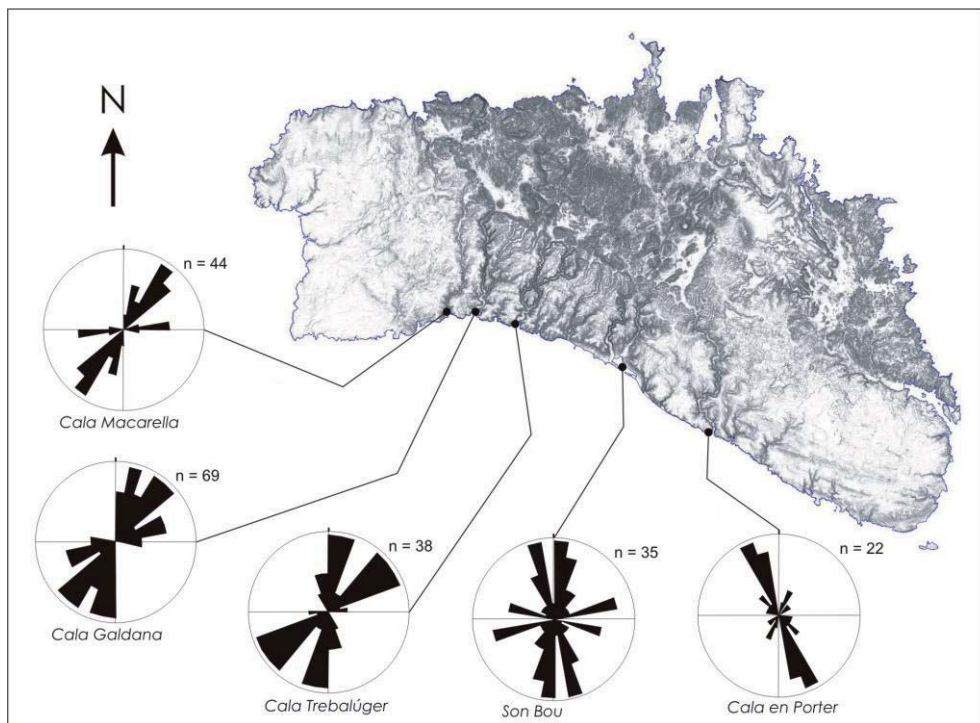 N
n = 44
Cala Macarella
n = 69
Cala Galdana
n = 38
Cala Trebalúger
n = 35
Son Bou
n = 22
Cala en Porter